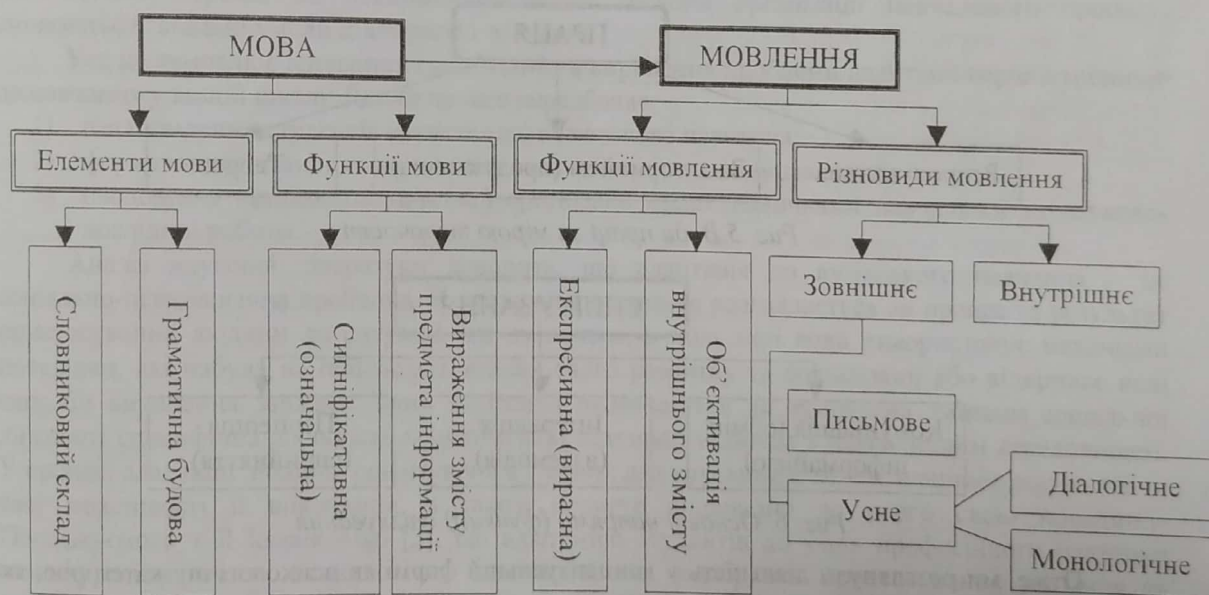 МОВА
МОВЛЕННЯ
Елементи мови
Функції мови
Функції мовлення
Різновиди мовлення
Словниковий склад
Граматична будова
Сигніфікативна
(означальна)
Вираження змісту
предмета інформації
Експресивна (виразна)
Об’єктивація
внутрішнього змісту
Зовнішнє
Внутрішнє
Письмове
Усне
Діалогічне
Монологічне